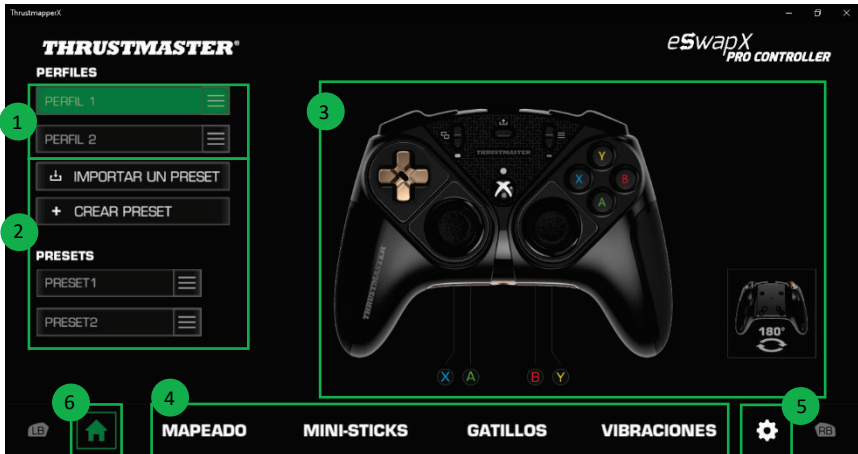 ThrustmapperX
THRUSTMASTER®
eSwapX
PRO CONTROLLER
PERFILES
PERFIL 1
PERFIL 2
1
IMPORTAR UN PRESET
+ CREAR PRESET
2
PRESETS
PRESET1
PRESET2
3
THRUSTMASTER
Y
X B
A
THRUSTMASTER
180°
X A B Y
6
4
5
LB
MAPEADO MINI-STICKS GATILLOS VIBRACIONES
RB